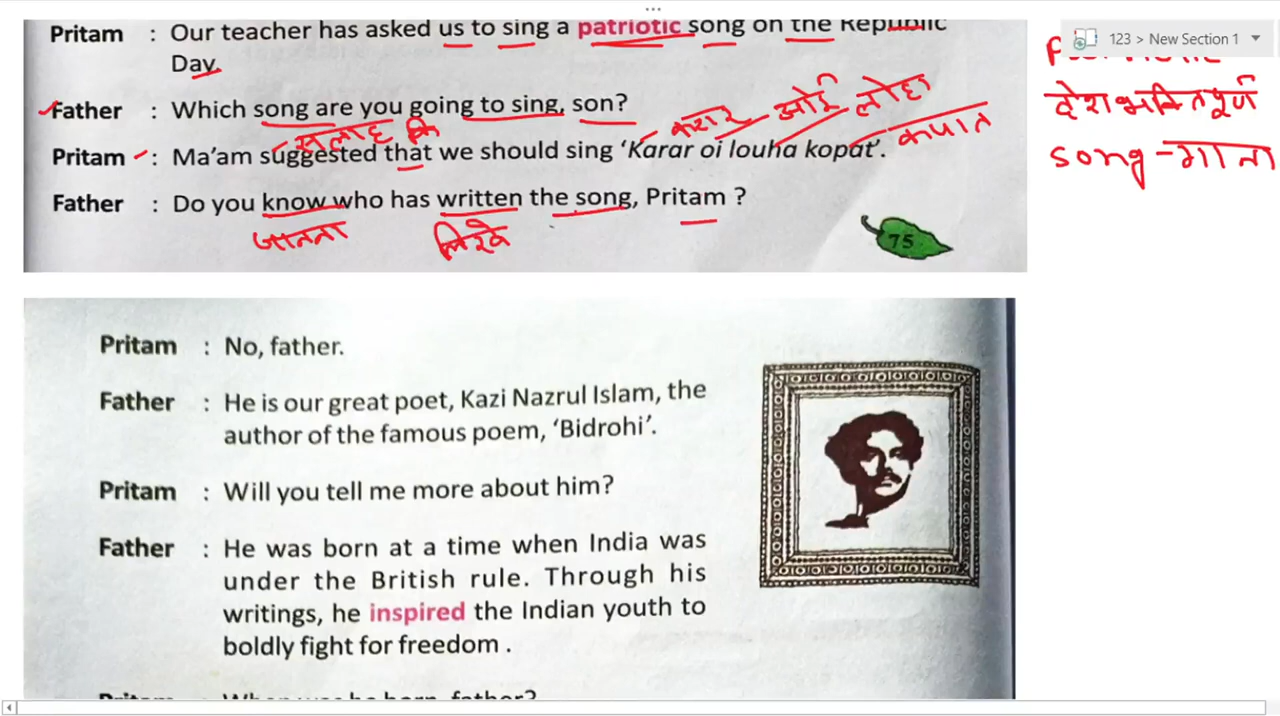 Pritam : Our teacher has asked us to sing a patriotic song on the Republic
Day.
Father : Which song are you going to sing, son?
सलाह कि
करार ओई लोहा कपात
Pritam : Ma'am suggested that we should sing 'Karar oi louha kopat'.
Father : Do you know who has written the song, Pritam ?
जानना लिखे
75
123 > New Section 1
देशभक्तिपूर्ण
song-गाना
Pritam : No, father.
Father : He is our great poet, Kazi Nazrul Islam, the
author of the famous poem, 'Bidrohi'.
Pritam : Will you tell me more about him?
Father : He was born at a time when India was
under the British rule. Through his
writings, he inspired the Indian youth to
boldly fight for freedom .